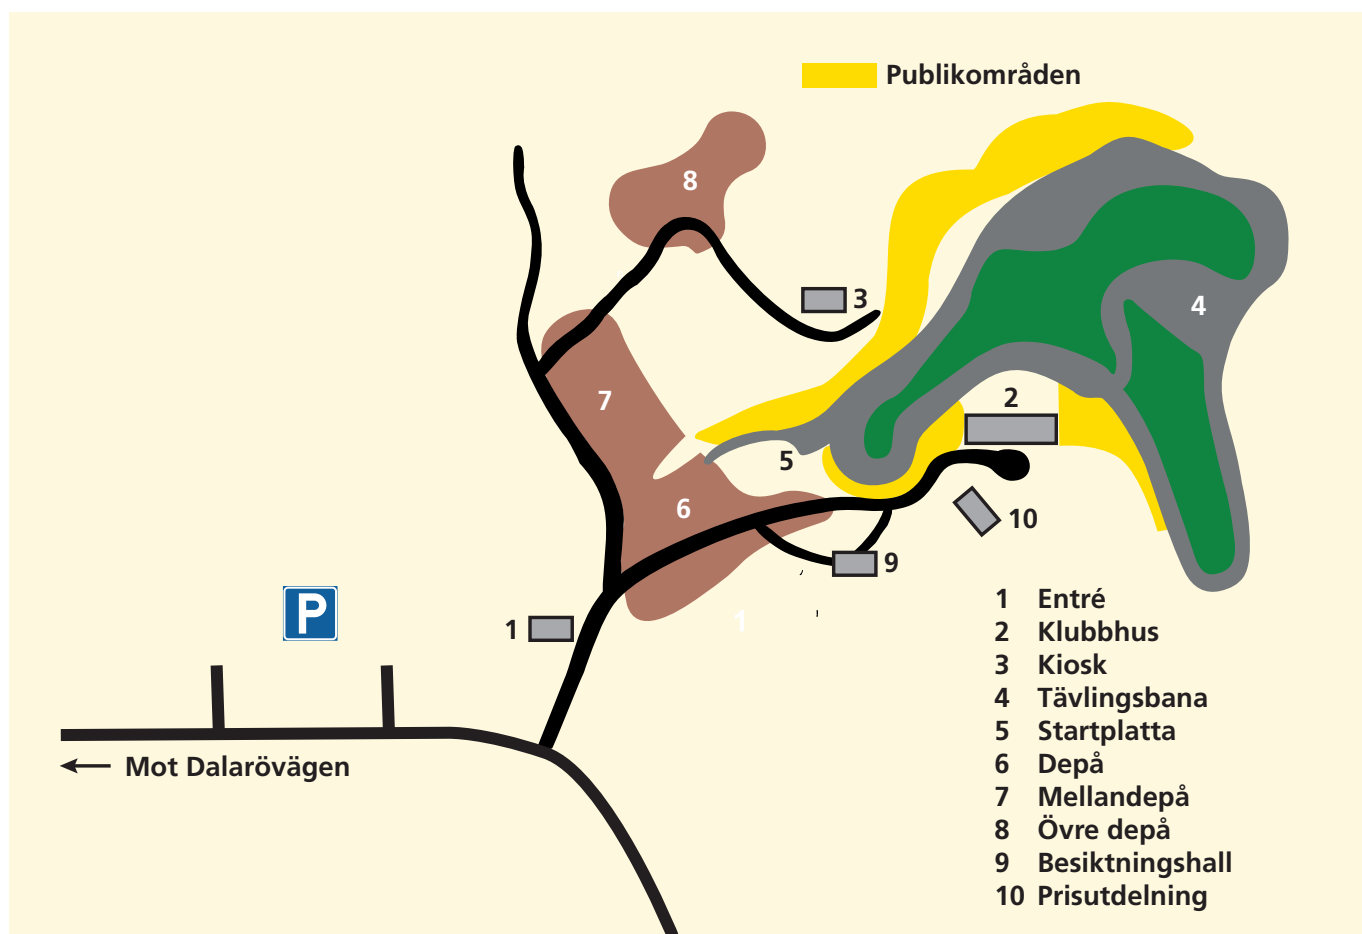 Publikområden
8
3
4
7
2
5
6
10
9
1
1
P
Mot Dalarövägen
1 Entré
2 Klubbhus
3 Kiosk
4 Tävlingsbana
5 Startplatta
6 Depå
7 Mellandepå
8 Övre depå
9 Besiktningshall
10 Prisutdelning